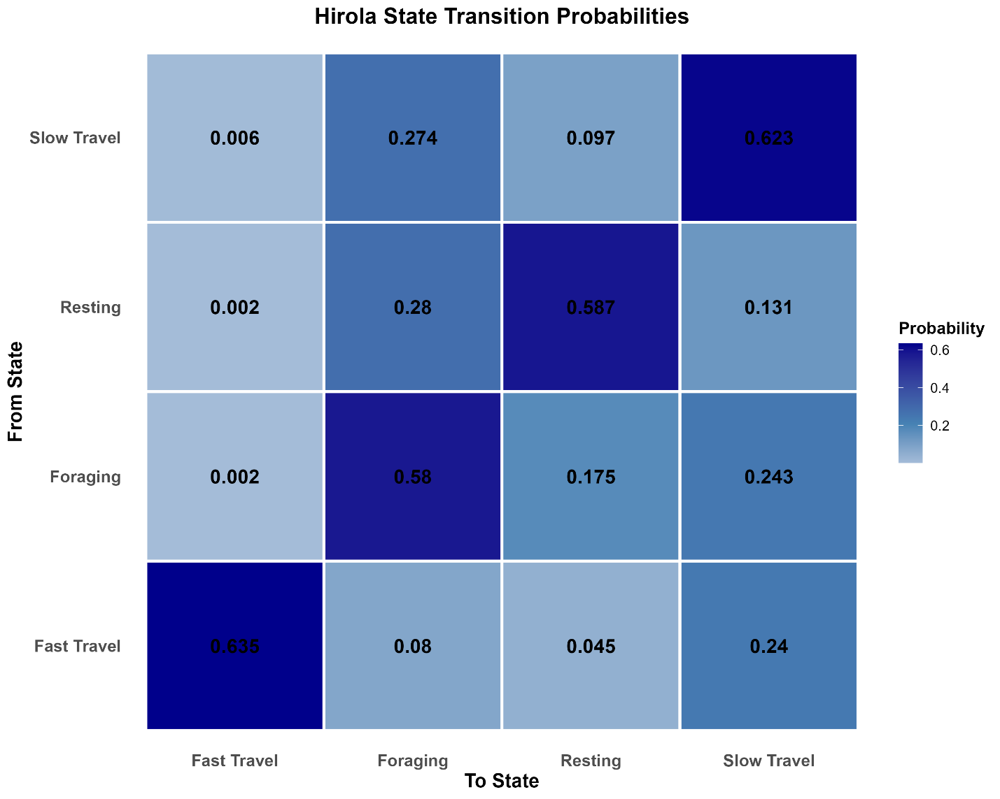 Hirola State Transition Probabilities
From State
Slow Travel 0.006 0.274 0.097 0.623
Resting 0.002 0.28 0.587 0.131
Foraging 0.002 0.58 0.175 0.243
Fast Travel 0.635 0.08 0.045 0.24
Fast Travel Foraging Resting Slow Travel
To State
Probability
0.6
0.4
0.2